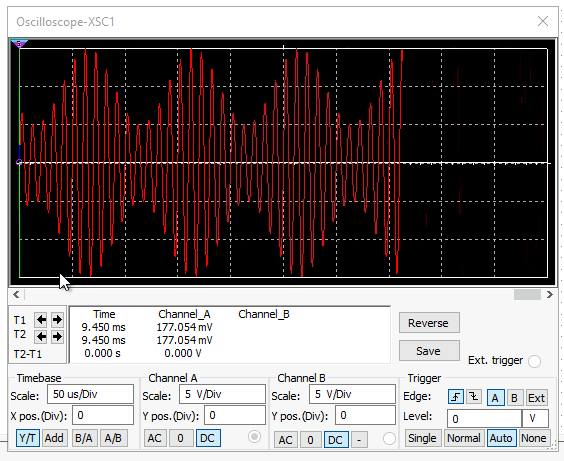 Oscilloscope-XSC1
T1
T2
T2-T1
Time Channel_A Channel_B
9.450 ms 177.054 mV
9.450 ms 177.054 mV
0.000 s 0.000 V
Reverse
Save
Ext. trigger
Timebase
Scale: 50 us/Div
X pos.(Div): 0
Y/T Add B/A A/B
Channel A
Scale: 5 V/Div
Y pos.(Div): 0
AC 0 DC
Channel B
Scale: 5 V/Div
Y pos.(Div): 0
AC 0 DC -
Trigger
Edge: A B Ext
Level: 0 V
Single Normal Auto None